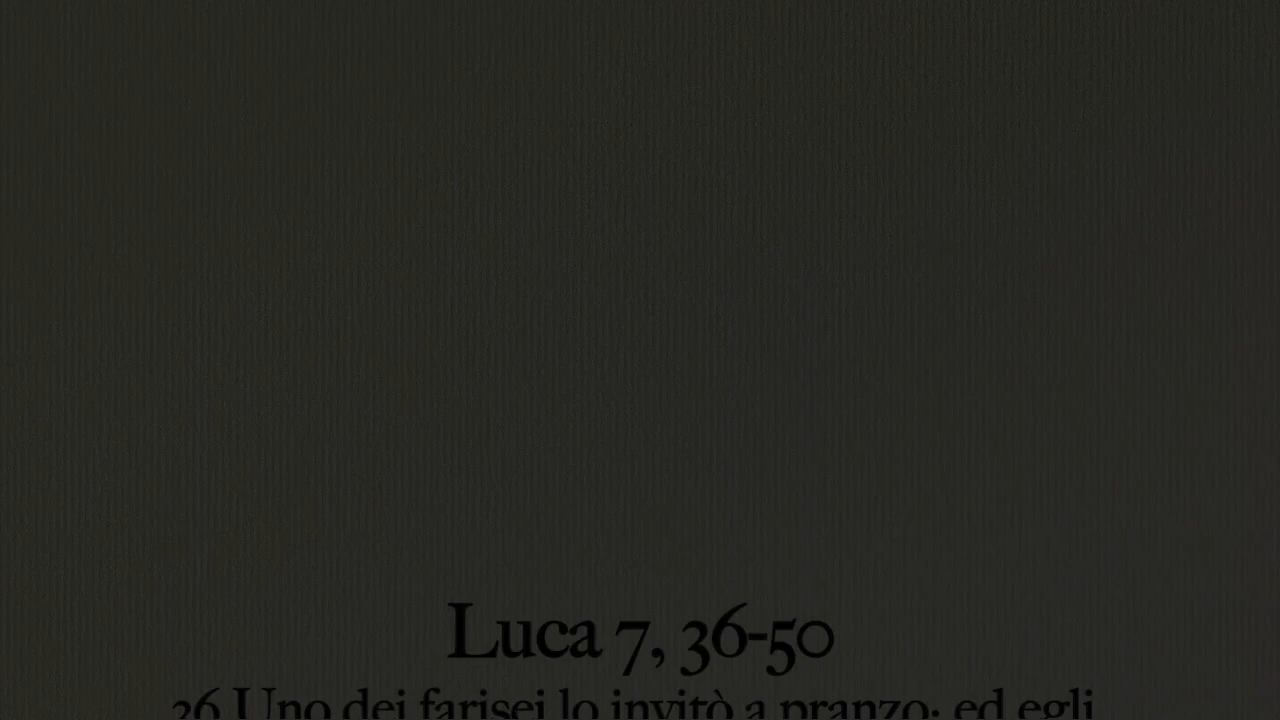 Luca 7, 36-50
36 Uno dei farisei lo invitò a pranzo; ed egli